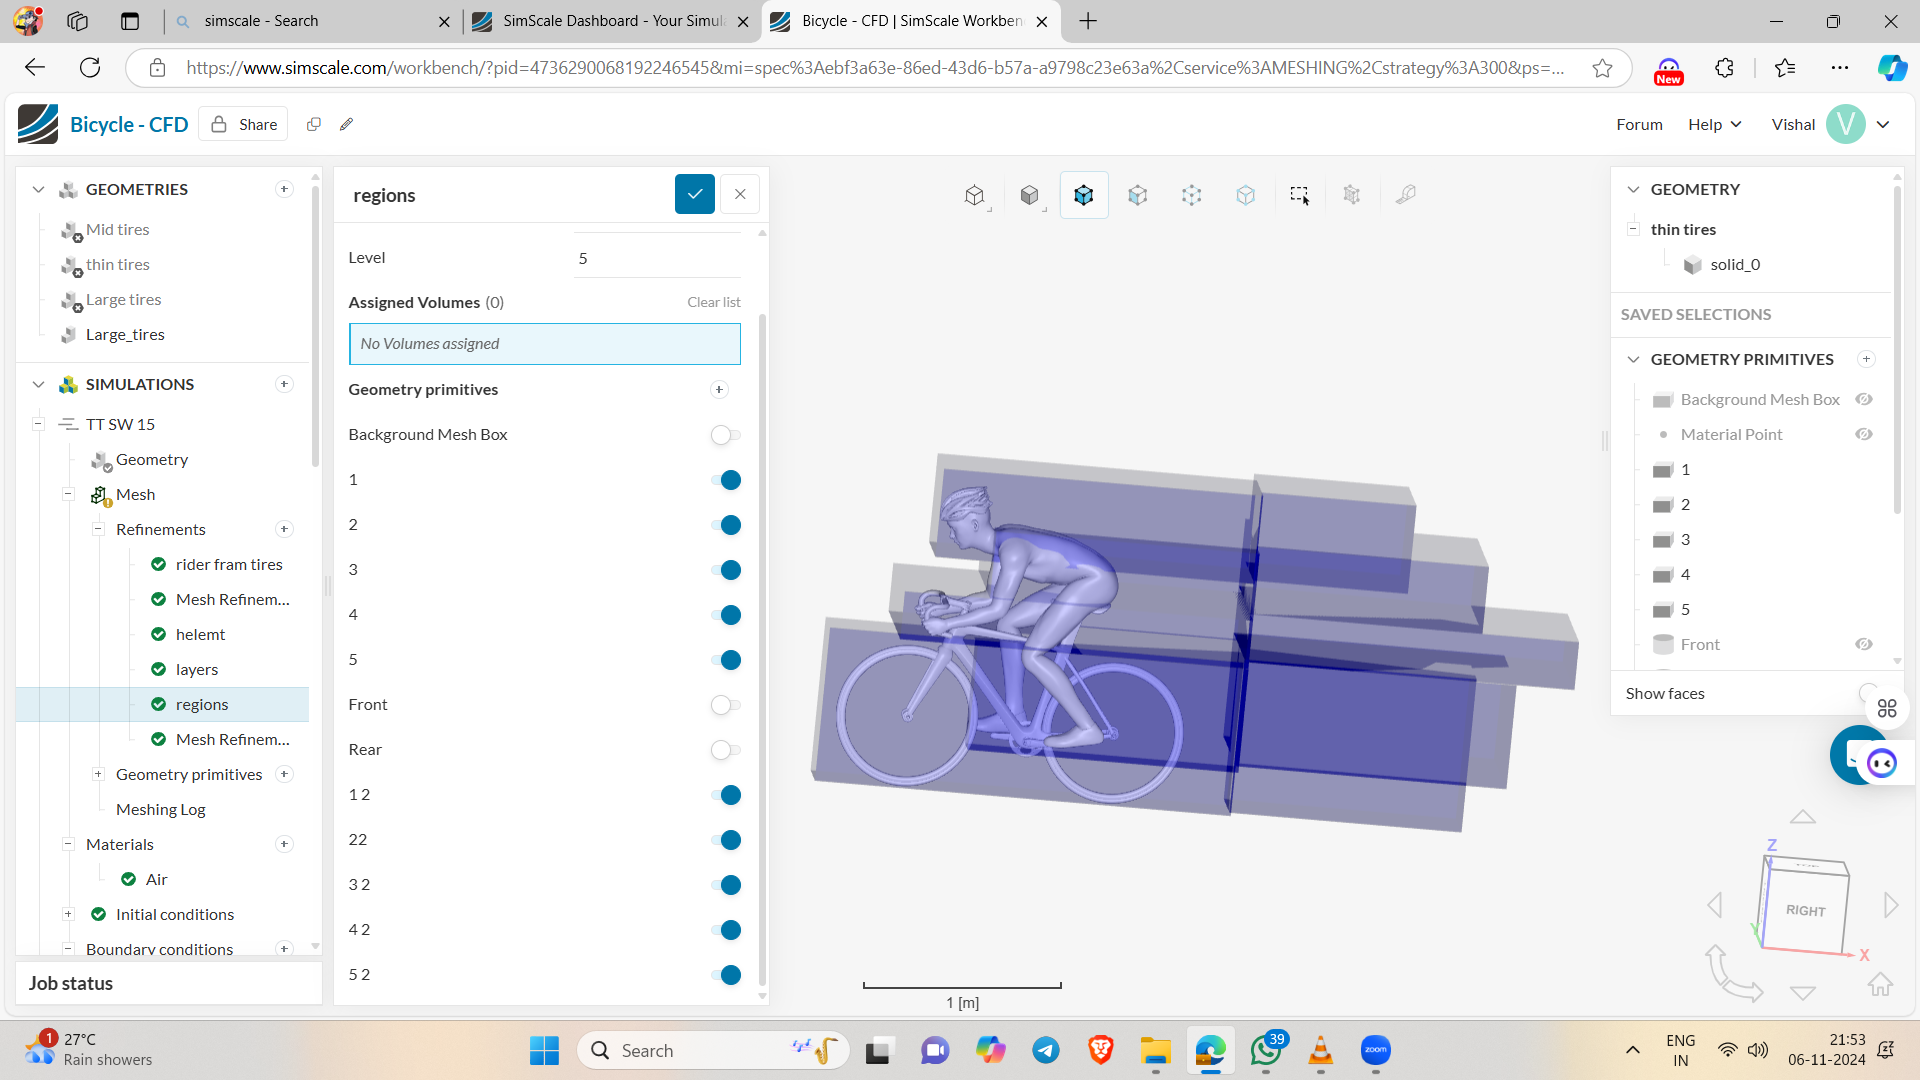 simscale - Search
SimScale Dashboard - Your Simula
Bicycle - CFD | SimScale Workben
https://www.simscale.com/workbench/?pid=4736290068192246545&mi=spec%3Aebf3a63e-86ed-43d6-b57a-a9798c23e63a%2Cservice%3AMESHING%2Cstrategy%3A300&ps=...
New
Bicycle - CFD
Share
Forum
Help
Vishal
V
GEOMETRIES
Mid tires
thin tires
Large tires
Large_tires
SIMULATIONS
TT SW 15
Geometry
Mesh
Refinements
rider fram tires
Mesh Refinem...
helemt
layers
regions
Mesh Refinem...
Geometry primitives
Meshing Log
Materials
Air
Initial conditions
Boundary conditions
Job status
regions
Level
5
Assigned Volumes (0)
Clear list
No Volumes assigned
Geometry primitives
Background Mesh Box
1
2
3
4
5
Front
Rear
1 2
22
3 2
4 2
5 2
1 [m]
GEOMETRY
thin tires
solid_0
SAVED SELECTIONS
GEOMETRY PRIMITIVES
Background Mesh Box
Material Point
1
2
3
4
5
Front
Show faces
Z
RIGHT
Y
X
1
27°C
Rain showers
Search
39
zoom
ENG
IN
21:53
06-11-2024